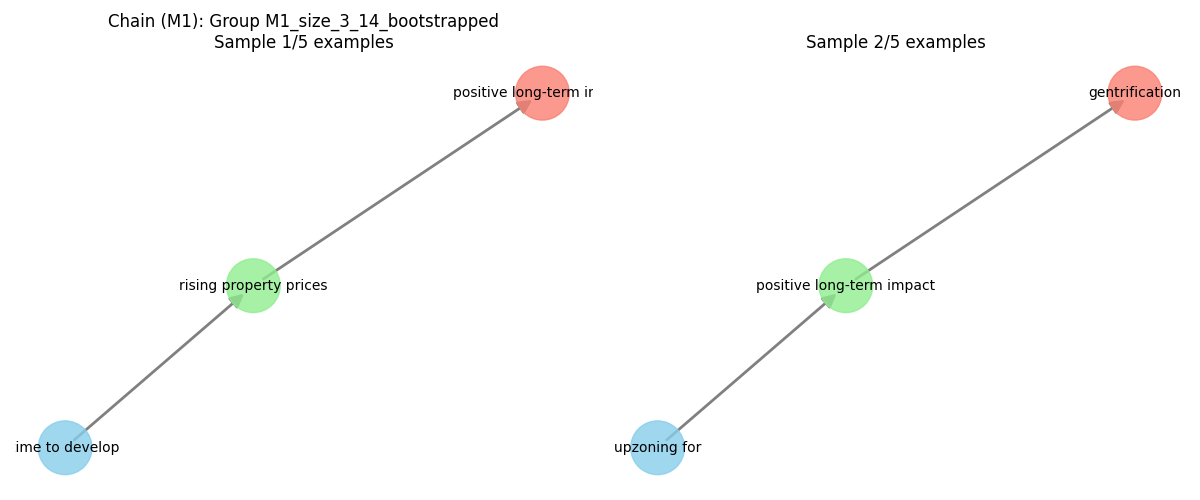 Chain (M1): Group M1_size_3_14_bootstrapped
Sample 1/5 examples
positive long-term ir
rising property prices
ime to develop
Sample 2/5 examples
gentrification
positive long-term impact
upzoning for